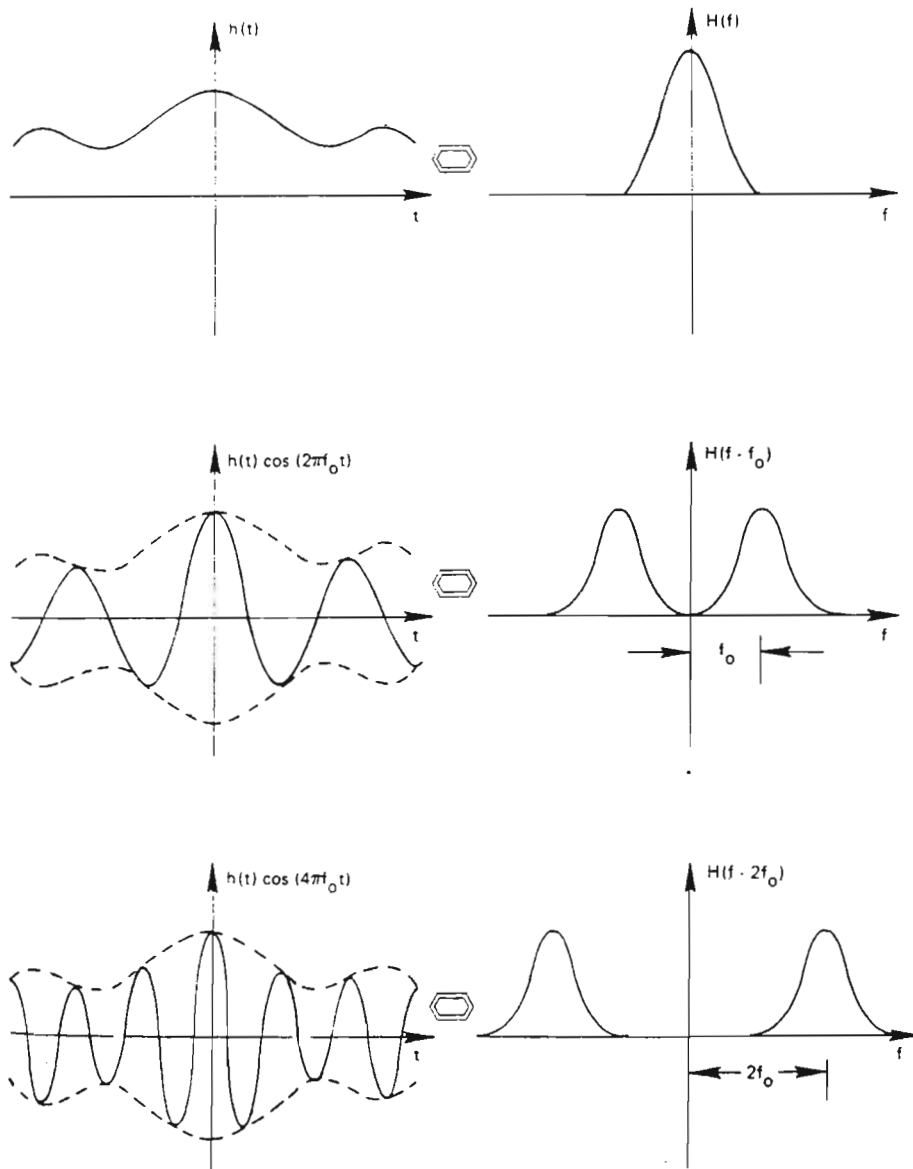 h(t)
H(f)
t
f
h(t) cos (2πf₀t)
H(f - f₀)
t
f
f₀
h(t) cos (4πf₀t)
H(f - 2f₀)
t
f
2f₀